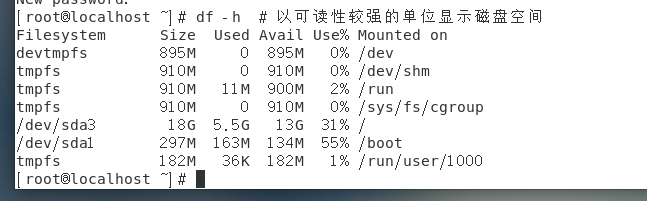 New password:
[root@localhost ~]# df -h  # 以可读性较强的单位显示磁盘空间
Filesystem      Size  Used Avail Use% Mounted on
devtmpfs        895M     0  895M   0% /dev
tmpfs           910M     0  910M   0% /dev/shm
tmpfs           910M   11M  900M   2% /run
tmpfs           910M     0  910M   0% /sys/fs/cgroup
/dev/sda3        18G  5.5G   13G  31% /
/dev/sda1       297M  163M  134M  55% /boot
tmpfs           182M   36K  182M   1% /run/user/1000
[root@localhost ~]#